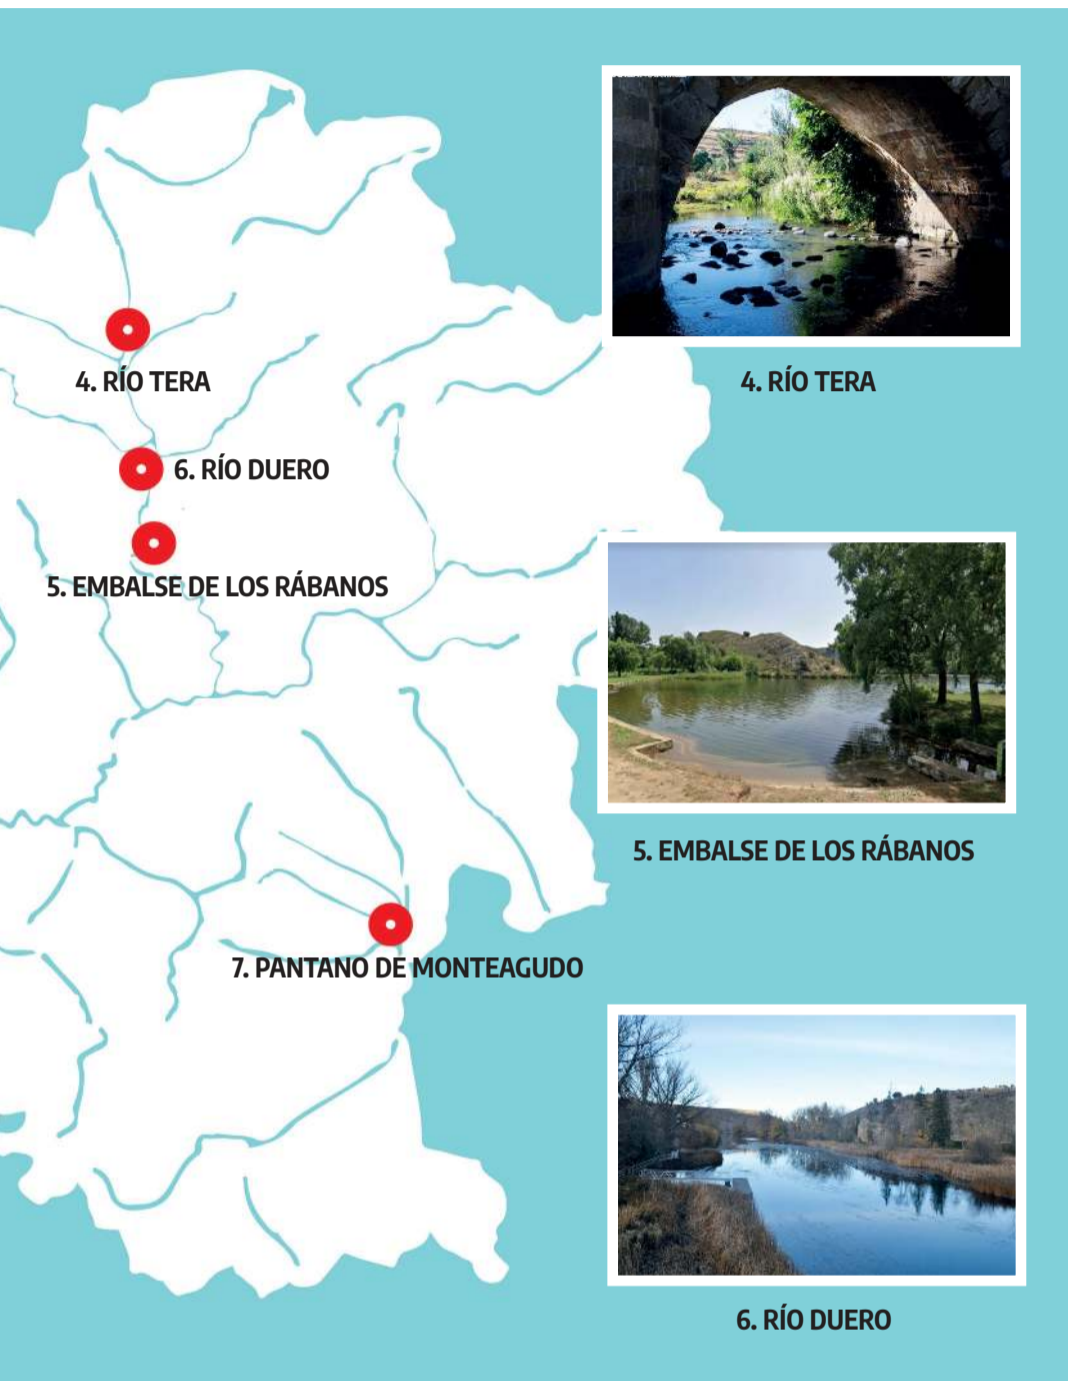 4. RÍO TERA
4. RÍO TERA
6. RÍO DUERO
5. EMBALSE DE LOS RÁBANOS
5. EMBALSE DE LOS RÁBANOS
7. PANTANO DE MONTEAGUDO
6. RÍO DUERO